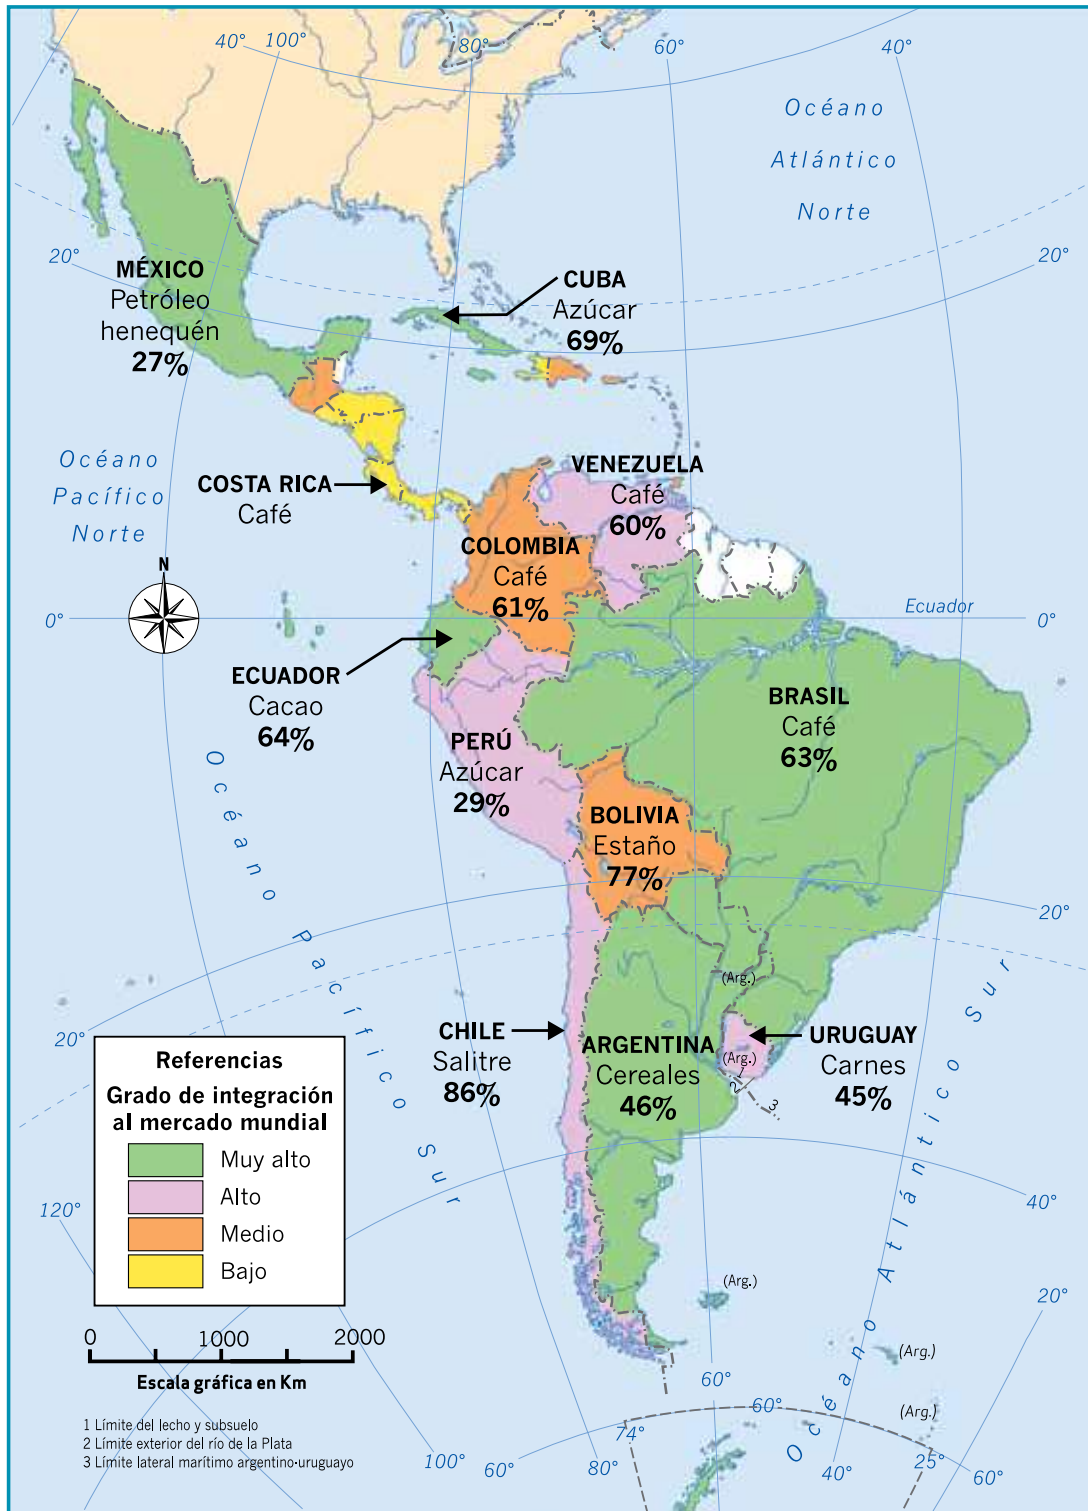 40° 100° 80° 60° 40°
Océano
Atlántico
Norte
20° 20°
MÉXICO
Petróleo
henequén
27%
CUBA
Azúcar
69%
Océano
Pacífico
Norte
COSTA RICA
Café
VENEZUELA
Café
60%
COLOMBIA
Café
61%
N
0° Ecuador 0°
ECUADOR
Cacao
64%
BRASIL
Café
63%
PERÚ
Azúcar
29%
BOLIVIA
Estaño
77%
Océano Pacífico Sur
20°
(Arg.)
CHILE
Salitre
86%
ARGENTINA
Cereales
46%
(Arg.)
URUGUAY
Carnes
45%
1
2
3
Océano Atlántico Sur
20°
Referencias
Grado de integración
al mercado mundial
Muy alto
Alto
Medio
Bajo
120°
40°
(Arg.)
20°
(Arg.)
(Arg.)
0 1000 2000
Escala gráfica en Km
60°
60°
74°
1 Límite del lecho y subsuelo
2 Límite exterior del río de la Plata
3 Límite lateral marítimo argentino-uruguayo
100° 60° 80° 40° 25° 60°